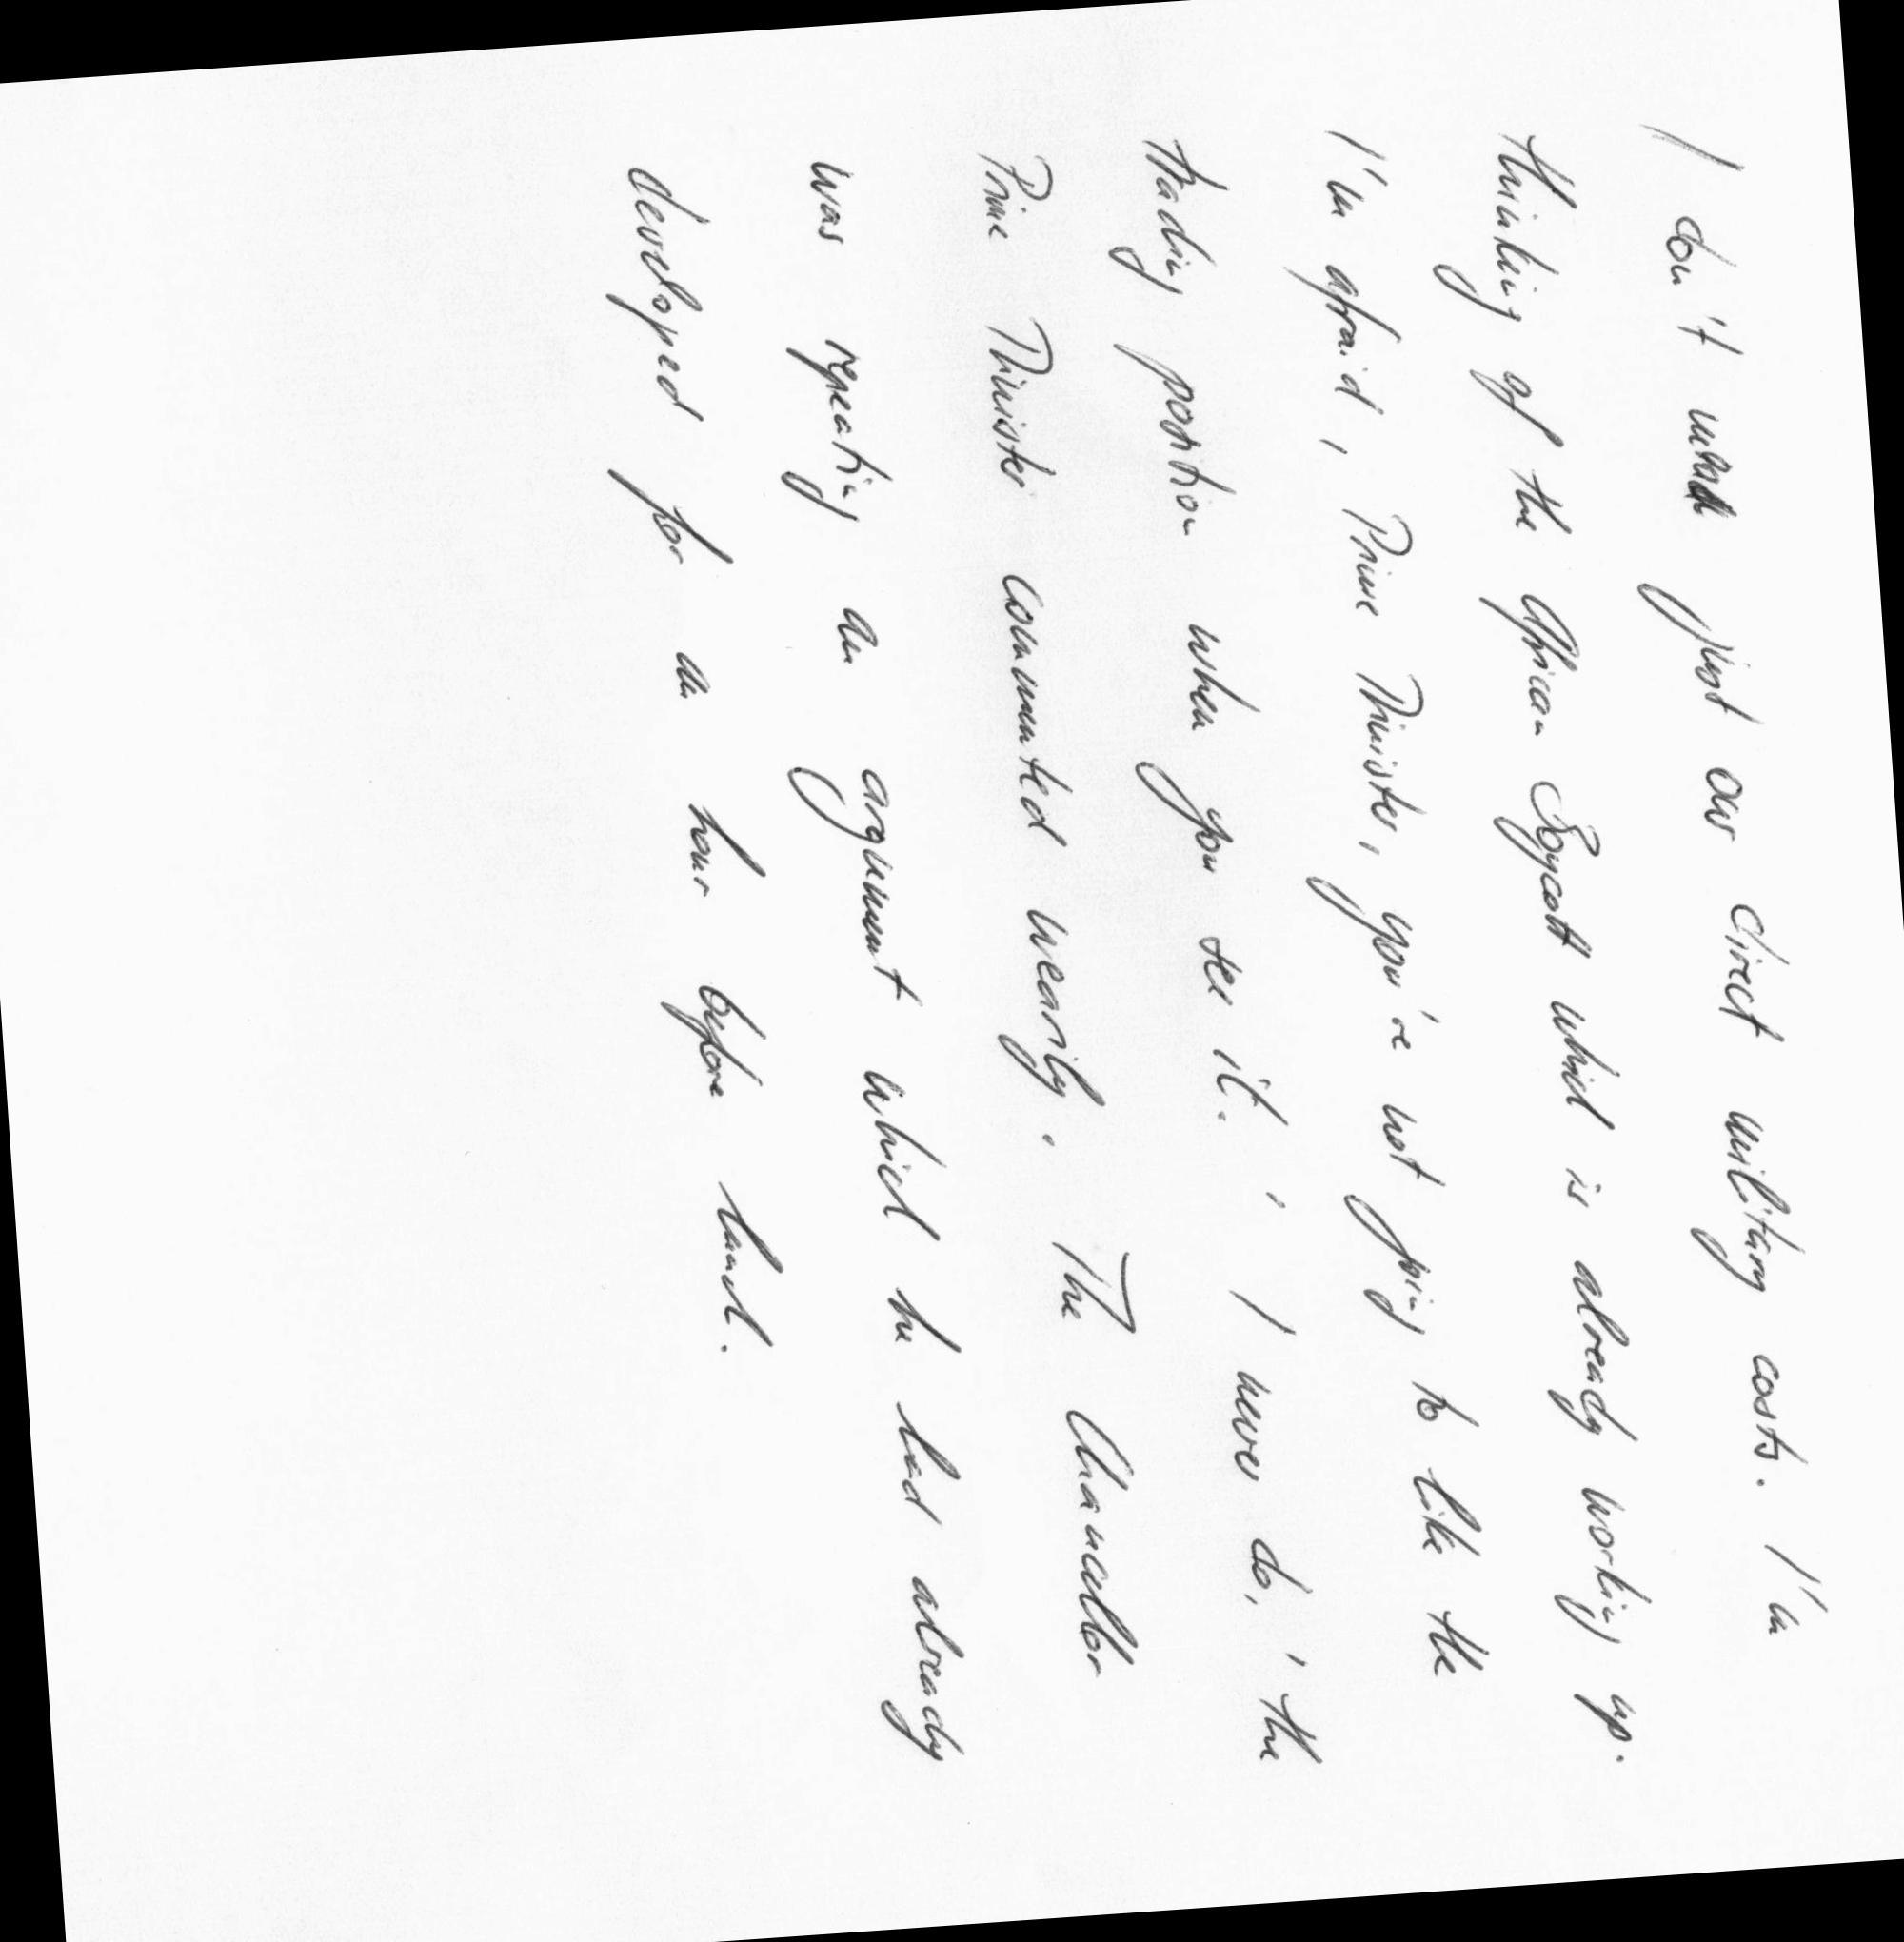 I don't mean just our direct military costs. I'm
thinking of the African Boycott which is already working up.
I'm afraid, Prime Minister, you're not going to like the
trading position when you see it. ' I never do, ' the
Prime Minister commented wearily. The Chancellor
was repeating an argument which he had already
developed for an hour before lunch.